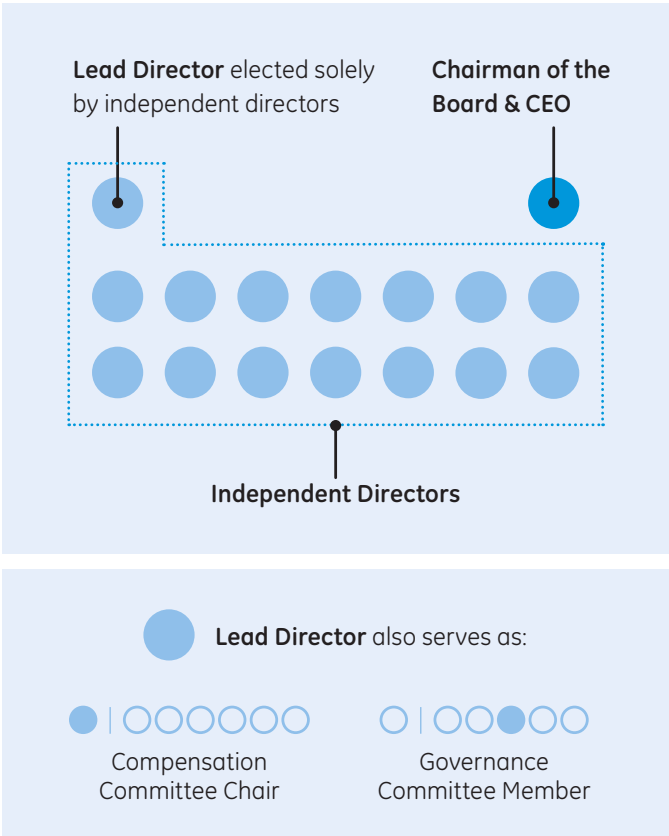 Lead Director elected solely
by independent directors
Chairman of the
Board & CEO
Independent Directors
Lead Director also serves as:
Compensation
Committee Chair
Governance
Committee Member